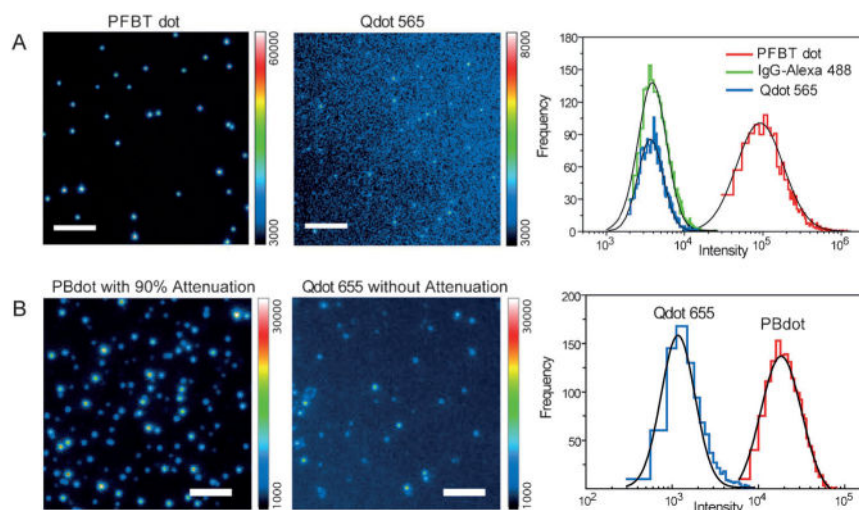 A
PFBT dot
60000
3000
Qdot 565
8000
3000
Frequency
180
150
120
90
60
30
0
PFBT dot
IgG-Alexa 488
Qdot 565
10³ 10⁴ 10⁵ 10⁶
Intensity
B
PBdot with 90% Attenuation
30000
1000
Qdot 655 without Attenuation
30000
1000
Frequency
200
150
100
50
Qdot 655
PBdot
10² 10³ 10⁴ 10⁵
Intensity